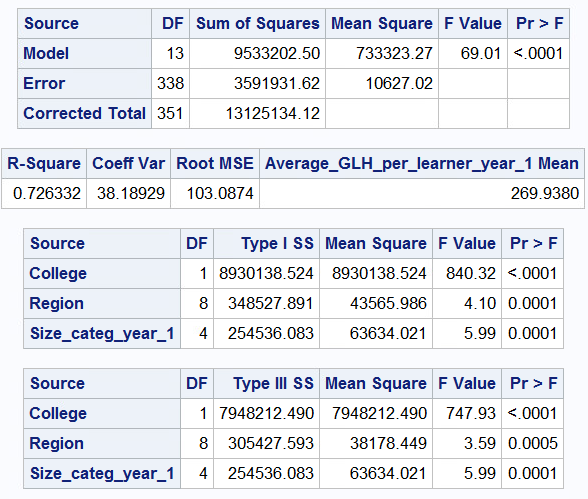 Source DF Sum of Squares Mean Square F Value Pr > F
Model 13 9533202.50 733323.27 69.01 <.0001
Error 338 3591931.62 10627.02
Corrected Total 351 13125134.12
R-Square Coeff Var Root MSE Average_GLH_per_learner_year_1 Mean
0.726332 38.18929 103.0874 269.9380
Source DF Type I SS Mean Square F Value Pr > F
College 1 8930138.524 8930138.524 840.32 <.0001
Region 8 348527.891 43565.986 4.10 0.0001
Size_categ_year_1 4 254536.083 63634.021 5.99 0.0001
Source DF Type III SS Mean Square F Value Pr > F
College 1 7948212.490 7948212.490 747.93 <.0001
Region 8 305427.593 38178.449 3.59 0.0005
Size_categ_year_1 4 254536.083 63634.021 5.99 0.0001